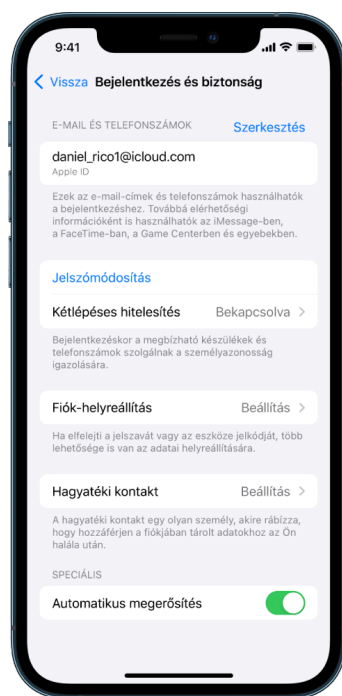 9:41
Vissza Bejelentkezés és biztonság
E-MAIL ÉS TELEFONSZÁMOK Szerkesztés
daniel_rico1@icloud.com
Apple ID
Ezek az e-mail-címek és telefonszámok használhatók
a bejelentkezéshez. Továbbá elérhetőségi
információként is használhatók az iMessage-ben,
a FaceTime-ban, a Game Centerben és egyebekben.
Jelszómódosítás
Kétlépéses hitelesítés Bekapcsolva
Bejelentkezéskor a megbízható készülékek és
telefonszámok szolgálnak a személyazonosság
igazolására.
Fiók-helyreállítás Beállítás
Ha elfelejti a jelszavát vagy az eszköze jelkódját, több
lehetősége is van az adatai helyreállítására.
Hagyatéki kontakt Beállítás
A hagyatéki kontakt egy olyan személy, akire rábízza,
hogy hozzáférjen a fiókjában tárolt adatokhoz az Ön
halála után.
SPECIÁLIS
Automatikus megerősítés